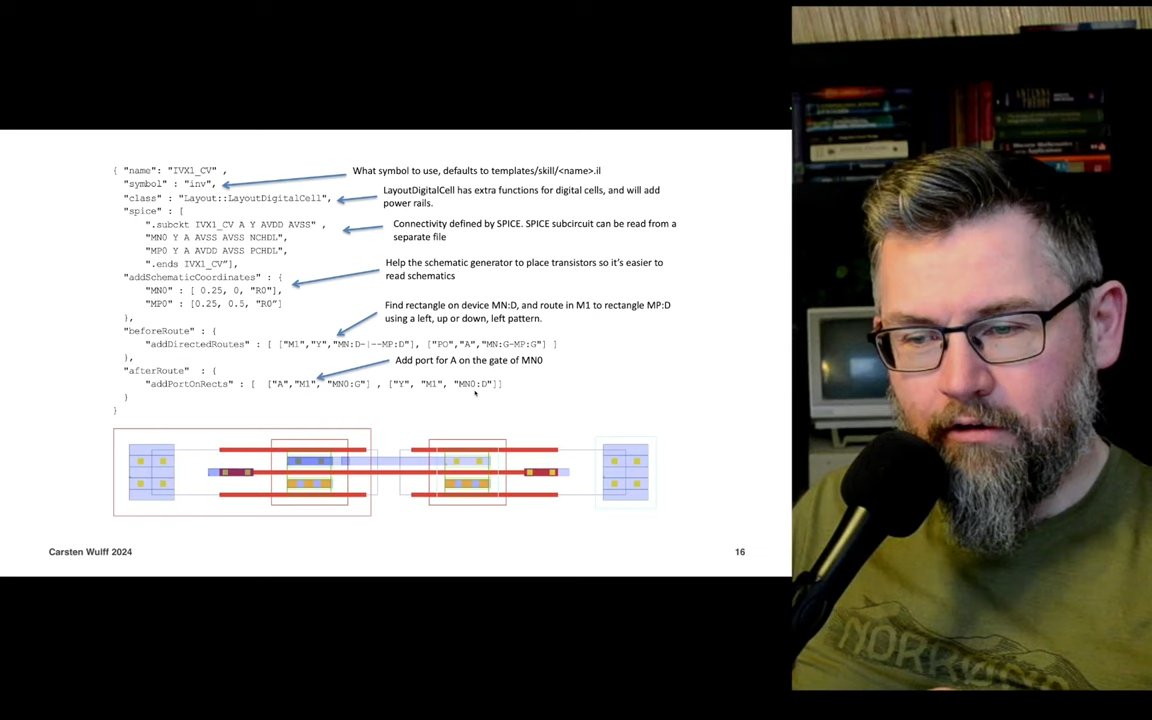 { "name": "IVX1_CV" ,
"symbol" : "inv",
"class" : "Layout::LayoutDigitalCell",
"spice" : [
".subckt IVX1_CV A Y AVDD AVSS" ,
"MN0 Y A AVSS AVSS NCHDL",
"MP0 Y A AVDD AVSS PCHDL",
".ends IVX1_CV"],
"addSchematicCoordinates" : {
"MN0" : [ 0.25, 0, "R0"],
"MP0" : [0.25, 0.5, "R0"]
},
"beforeRoute" : {
"addDirectedRoutes" : [ ["M1","Y","MN:D-|--MP:D"], ["PO","A","MN:G-MP:G"] ]
},
"afterRoute" : {
"addPortOnRects" : [ ["A","M1", "MN0:G"] , ["Y", "M1", "MN0:D"]]
}
}
What symbol to use, defaults to templates/skill/<name>.il
LayoutDigitalCell has extra functions for digital cells, and will add
power rails.
Connectivity defined by SPICE. SPICE subcircuit can be read from a
separate file
Help the schematic generator to place transistors so it's easier to
read schematics
Find rectangle on device MN:D, and route in M1 to rectangle MP:D
using a left, up or down, left pattern.
Add port for A on the gate of MN0
Carsten Wulff 2024
16